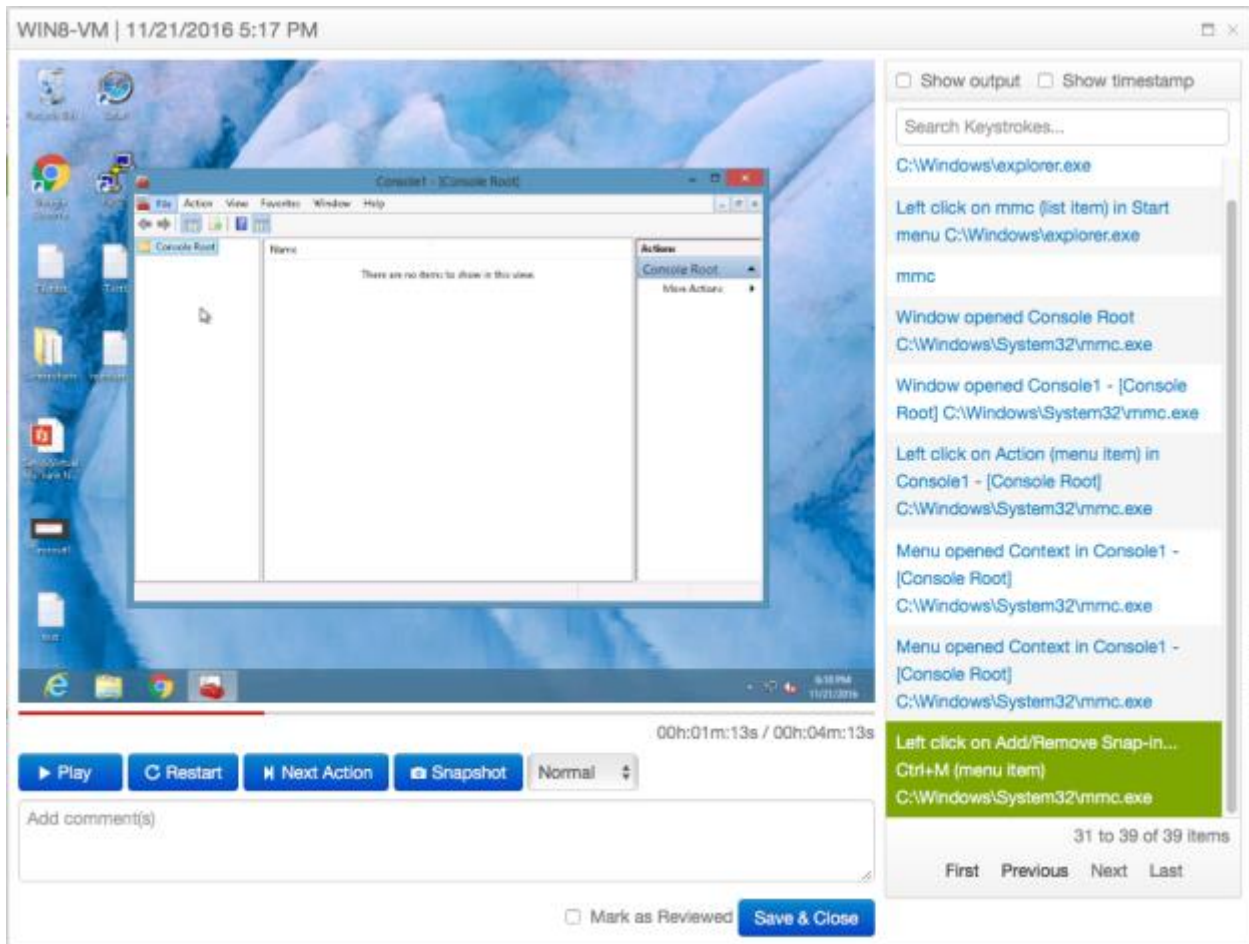 WIN8-VM | 11/21/2016 5:17 PM
Console1 - [Console Root]
File Action View Favorites Window Help
Console Root
Name
There are no items to show in this view.
Actions
Console Root
More Actions
6:18 PM
11/21/2016
00h:01m:13s / 00h:04m:13s
Play
Restart
Next Action
Snapshot
Normal
Add comment(s)
Mark as Reviewed
Save & Close
Show output
Show timestamp
Search Keystrokes...
C:\Windows\explorer.exe
Left click on mmc (list item) in Start
menu C:\Windows\explorer.exe
mmc
Window opened Console Root
C:\Windows\System32\mmc.exe
Window opened Console1 - [Console
Root] C:\Windows\System32\mmc.exe
Left click on Action (menu item) in
Console1 - [Console Root]
C:\Windows\System32\mmc.exe
Menu opened Context in Console1 -
[Console Root]
C:\Windows\System32\mmc.exe
Menu opened Context in Console1 -
[Console Root]
C:\Windows\System32\mmc.exe
Left click on Add/Remove Snap-in...
Ctrl+M (menu item)
C:\Windows\System32\mmc.exe
31 to 39 of 39 items
First Previous Next Last